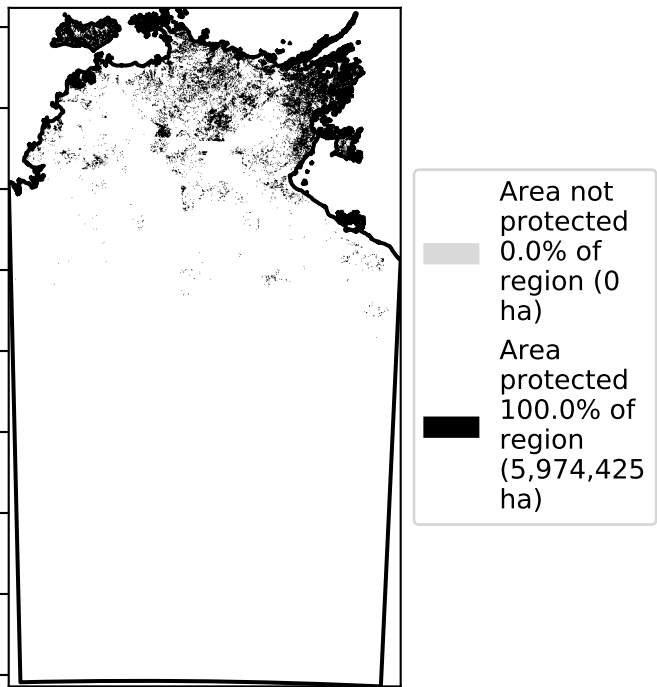 Area not
protected
0.0% of
region (0
ha)
Area
protected
100.0% of
region
(5,974,425
ha)